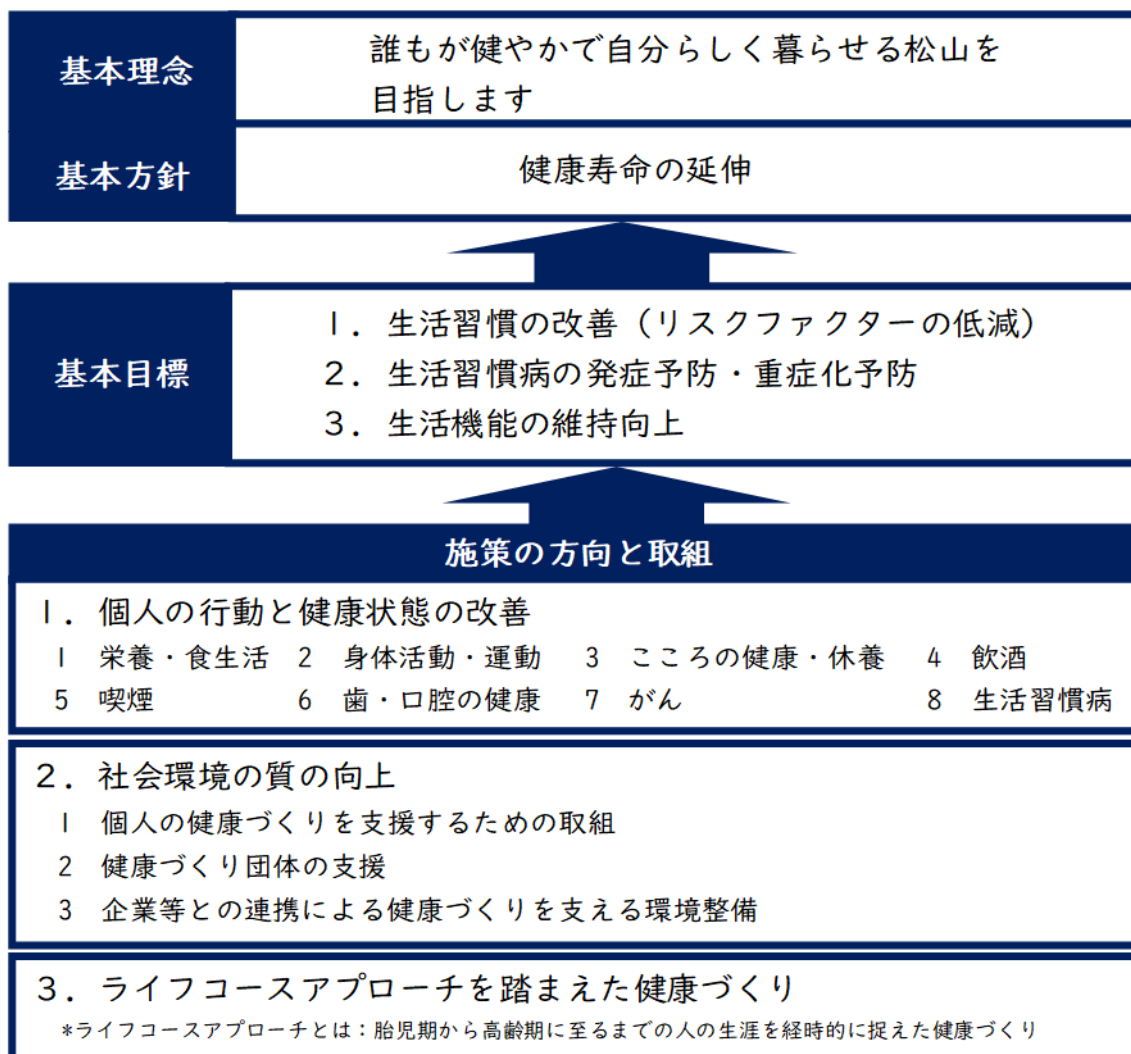 基本理念
誰もが健やかで自分らしく暮らせる松山を
目指します
基本方針
健康寿命の延伸
基本目標
1．生活習慣の改善（リスクファクターの低減）
2．生活習慣病の発症予防・重症化予防
3．生活機能の維持向上
施策の方向と取組
1．個人の行動と健康状態の改善
1 栄養・食生活 2 身体活動・運動 3 こころの健康・休養 4 飲酒
5 喫煙 6 歯・口腔の健康 7 がん 8 生活習慣病
2．社会環境の質の向上
1 個人の健康づくりを支援するための取組
2 健康づくり団体の支援
3 企業等との連携による健康づくりを支える環境整備
3．ライフコースアプローチを踏まえた健康づくり
*ライフコースアプローチとは：胎児期から高齢期に至るまでの人の生涯を経時的に捉えた健康づくり